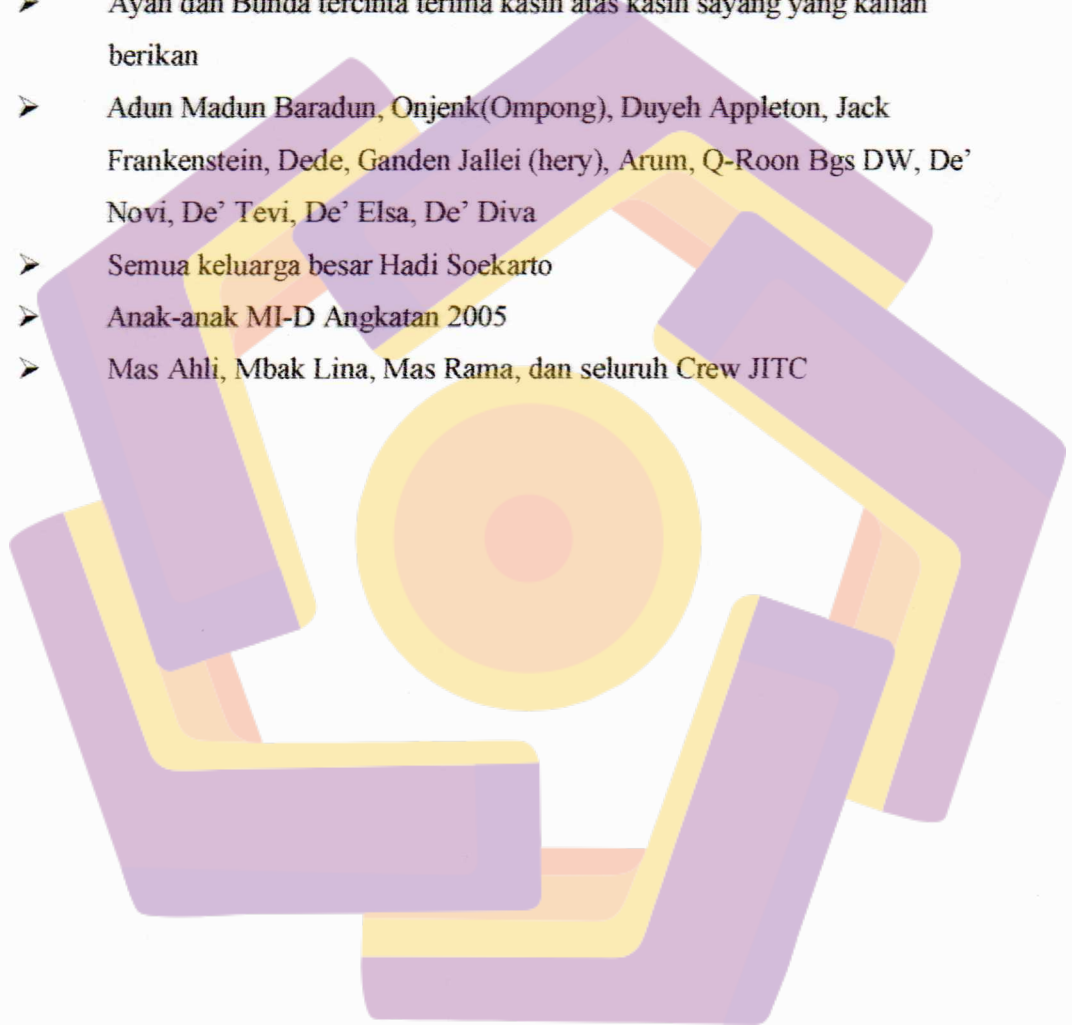 ➢ Ayah dan Bunda tercinta terima kasih atas kasih sayang yang kalian
berikan
➢ Adun Madun Baradun, Onjenk(Ompong), Duyeh Appleton, Jack
Frankenstein, Dede, Ganden Jallei (hery), Arum, Q-Roon Bgs DW, De’
Novi, De’ Tevi, De’ Elsa, De’ Diva
➢ Semua keluarga besar Hadi Soekarto
➢ Anak-anak MI-D Angkatan 2005
➢ Mas Ahli, Mbak Lina, Mas Rama, dan seluruh Crew JITC